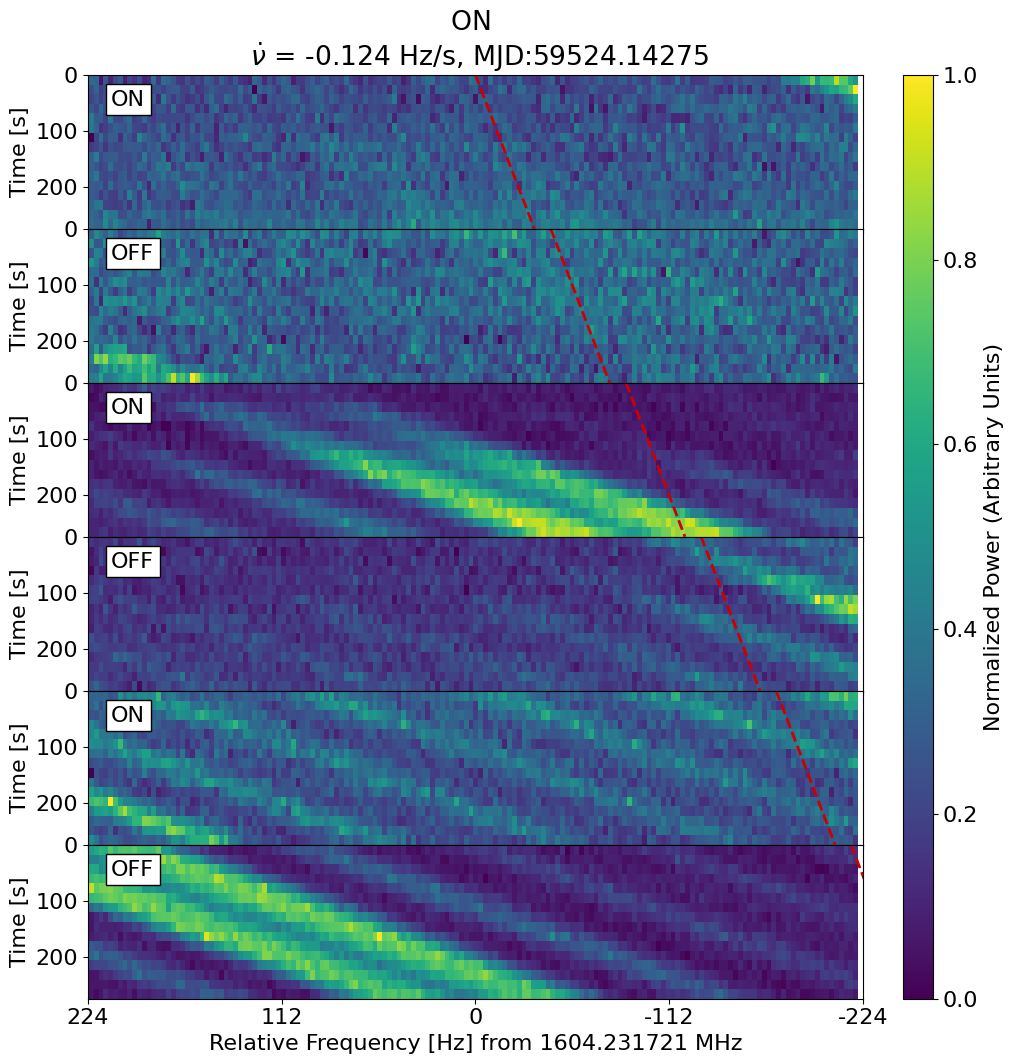 ON
ν̇ = -0.124 Hz/s, MJD:59524.14275
0
ON
100
200
Time [s]
0
OFF
100
200
Time [s]
0
ON
100
200
Time [s]
0
OFF
100
200
Time [s]
0
ON
100
200
Time [s]
0
OFF
100
200
Time [s]
224 112 0 -112 -224
Relative Frequency [Hz] from 1604.231721 MHz
1.0
0.8
0.6
0.4
0.2
0.0
Normalized Power (Arbitrary Units)